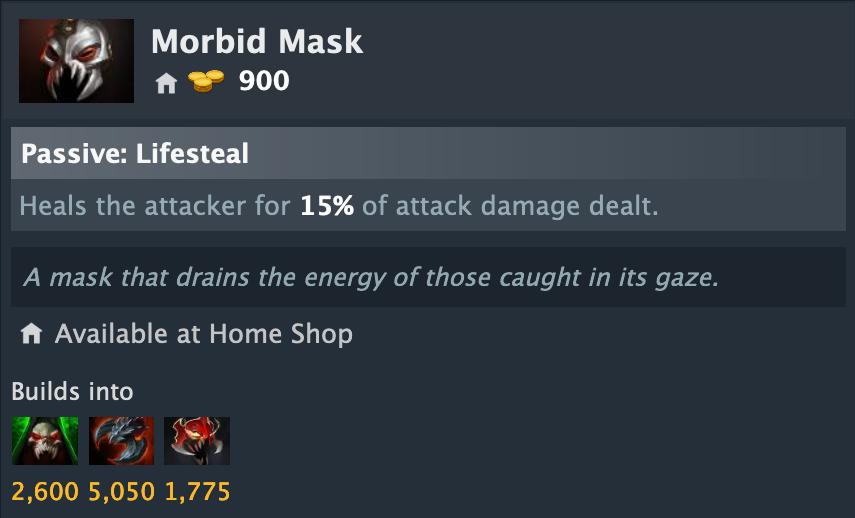 Morbid Mask
900
Passive: Lifesteal
Heals the attacker for 15% of attack damage dealt.
A mask that drains the energy of those caught in its gaze.
Available at Home Shop
Builds into
2,600 5,050 1,775